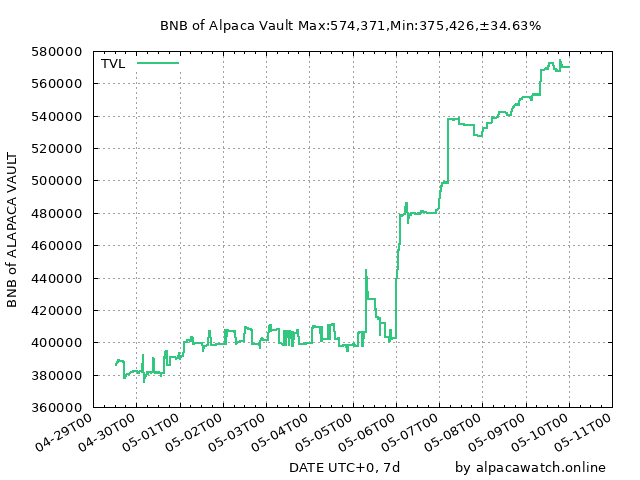 BNB of Alpaca Vault Max:574,371,Min:375,426,±34.63%
TVL
580000
560000
540000
520000
500000
480000
460000
440000
420000
400000
380000
360000
BNB of ALAPACA VAULT
04-29T00
04-30T00
05-01T00
05-02T00
05-03T00
05-04T00
05-05T00
05-06T00
05-07T00
05-08T00
05-09T00
05-10T00
05-11T00
DATE UTC+0, 7d
by alpacawatch.online